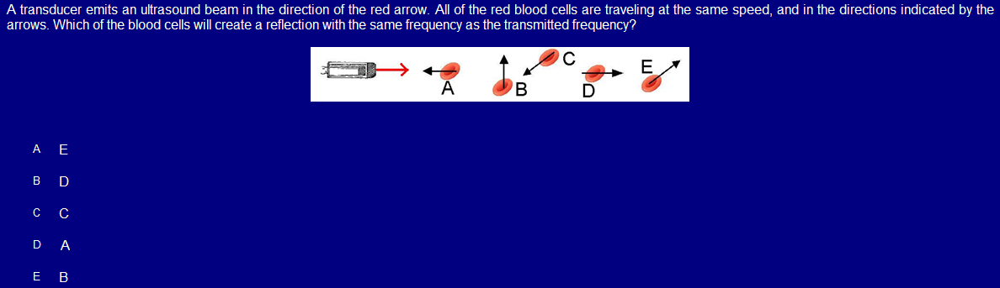 A transducer emits an ultrasound beam in the direction of the red arrow. All of the red blood cells are traveling at the same speed, and in the directions indicated by the
arrows. Which of the blood cells will create a reflection with the same frequency as the transmitted frequency?
A B C D E
A E
B D
C C
D A
E B